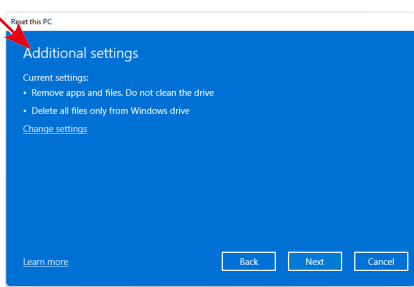 Reset this PC
Additional settings
Current settings:
• Remove apps and files. Do not clean the drive
• Delete all files only from Windows drive
Change settings
Learn more
Back Next Cancel